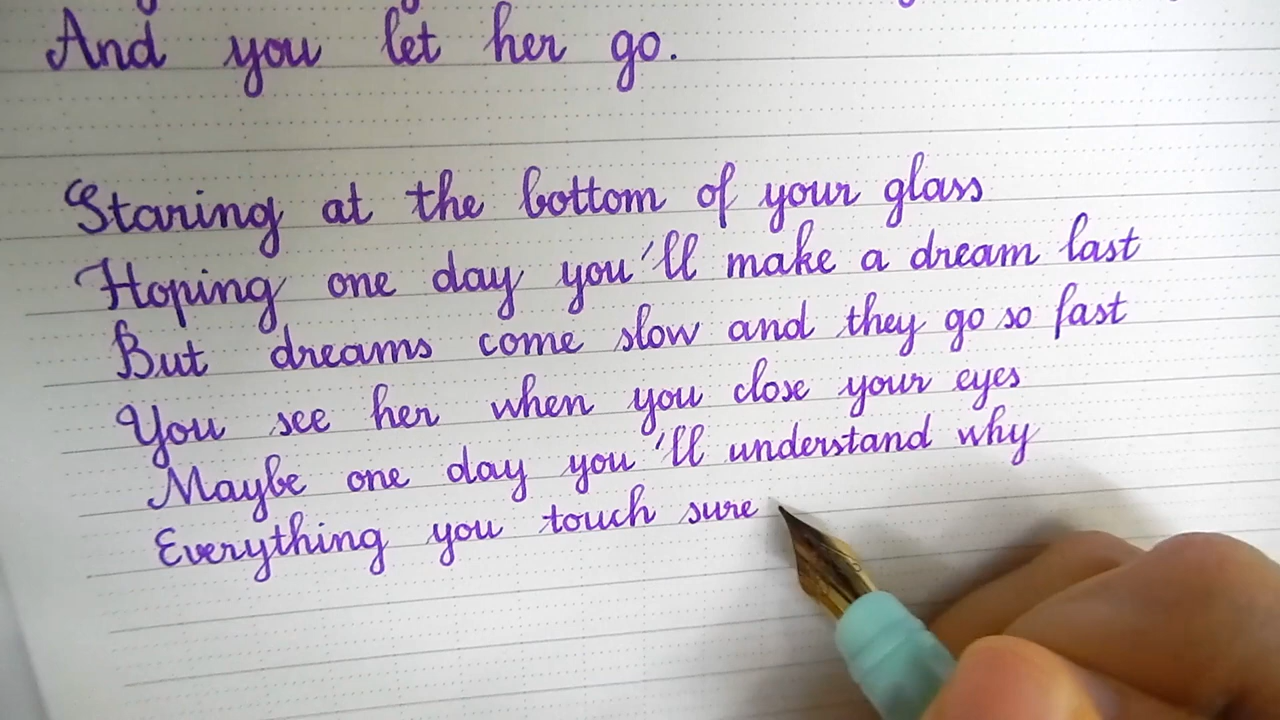 And you let her go.
Staring at the bottom of your glass
Hoping one day you'll make a dream last
But dreams come slow and they go so fast
You see her when you close your eyes
Maybe one day you'll understand why
Everything you touch sure